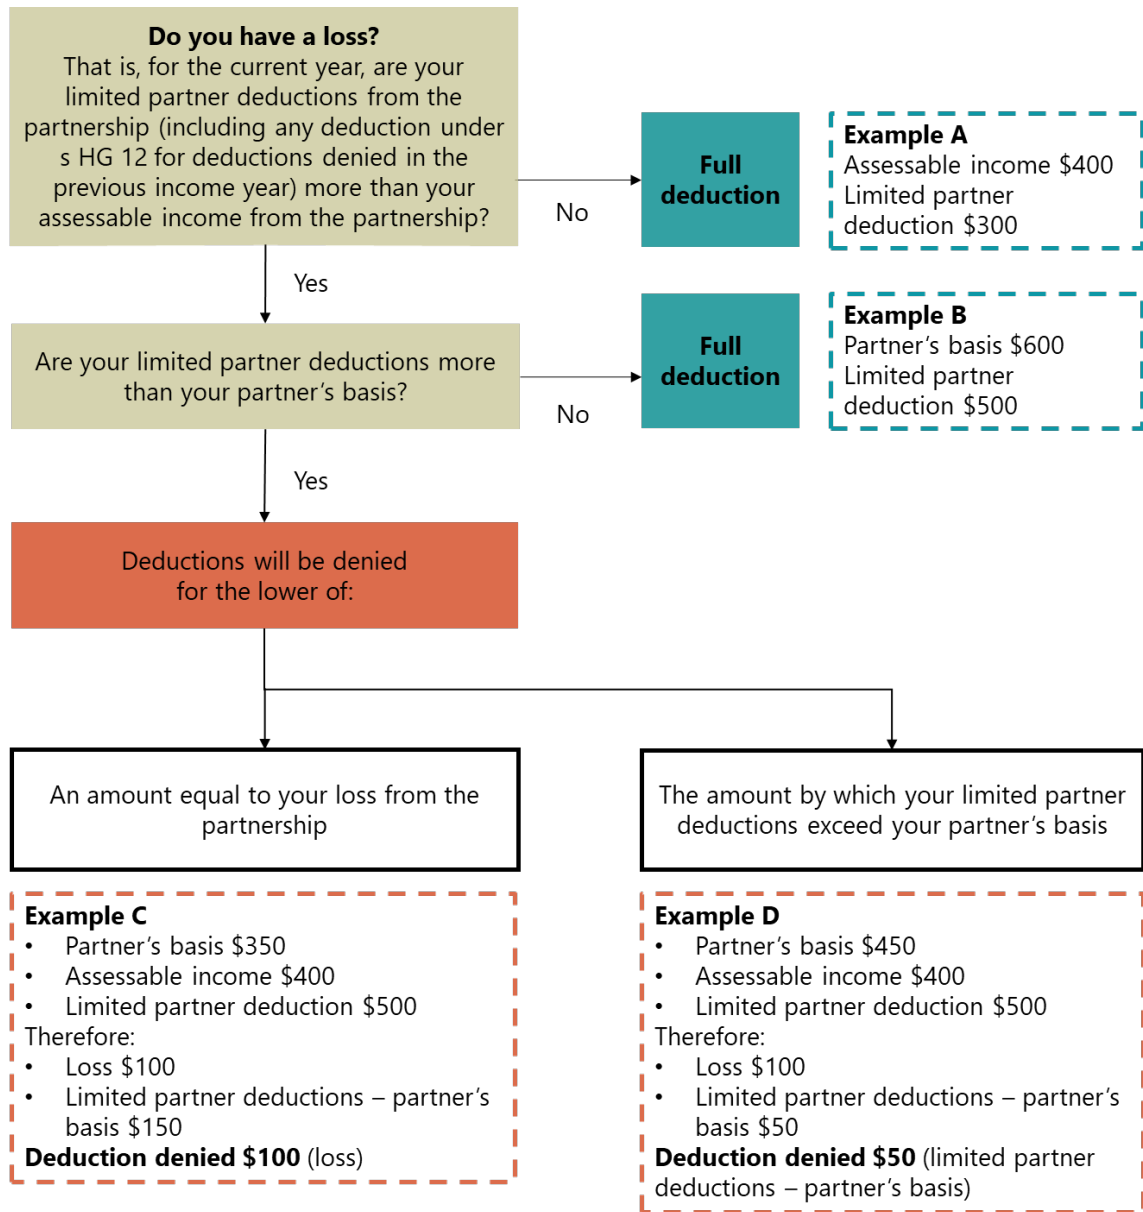 Do you have a loss?
That is, for the current year, are your
limited partner deductions from the
partnership (including any deduction under
s HG 12 for deductions denied in the
previous income year) more than your
assessable income from the partnership?
No
Full
deduction
Example A
Assessable income $400
Limited partner
deduction $300
Yes
Are your limited partner deductions more
than your partner’s basis?
No
Full
deduction
Example B
Partner’s basis $600
Limited partner
deduction $500
Yes
Deductions will be denied
for the lower of:
An amount equal to your loss from the
partnership
Example C
• Partner’s basis $350
• Assessable income $400
• Limited partner deduction $500
Therefore:
• Loss $100
• Limited partner deductions – partner’s
basis $150
Deduction denied $100 (loss)
The amount by which your limited partner
deductions exceed your partner’s basis
Example D
• Partner’s basis $450
• Assessable income $400
• Limited partner deduction $500
Therefore:
• Loss $100
• Limited partner deductions – partner’s
basis $50
Deduction denied $50 (limited partner
deductions – partner’s basis)